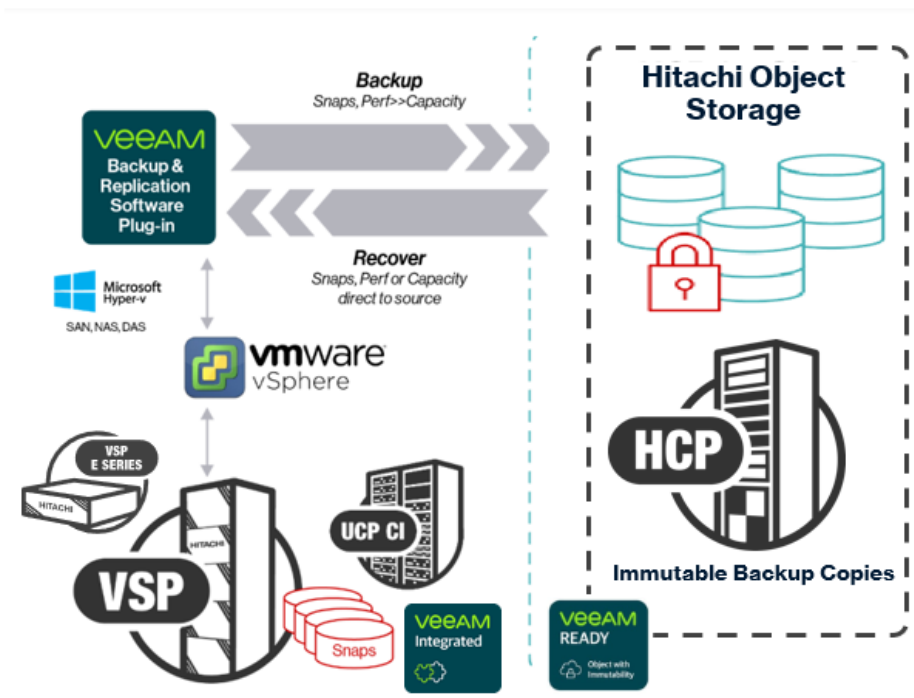 Backup
Snaps, Perf>>Capacity
Hitachi Object
Storage
veeAM
Backup &
Replication
Software
Plug-in
Recover
Snaps, Perf or Capacity
direct to source
Microsoft
Hyper-v
SAN, NAS, DAS
vmware
vSphere
VSP
E SERIES
HITACHI
HITACHI
VSP
UCP CI
HCP
Immutable Backup Copies
Snaps
veeAM
Integrated
veeAM
READY
Object with
Immutability